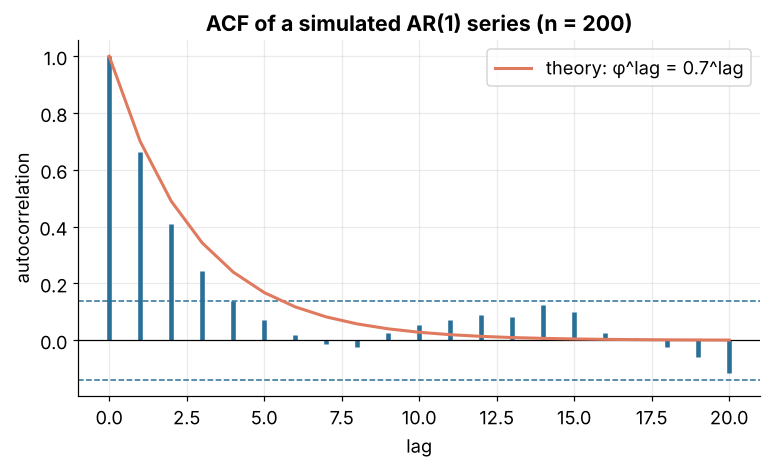 ACF of a simulated AR(1) series (n = 200)
theory: φ^lag = 0.7^lag
autocorrelation
1.0
0.8
0.6
0.4
0.2
0.0
0.0 2.5 5.0 7.5 10.0 12.5 15.0 17.5 20.0
lag